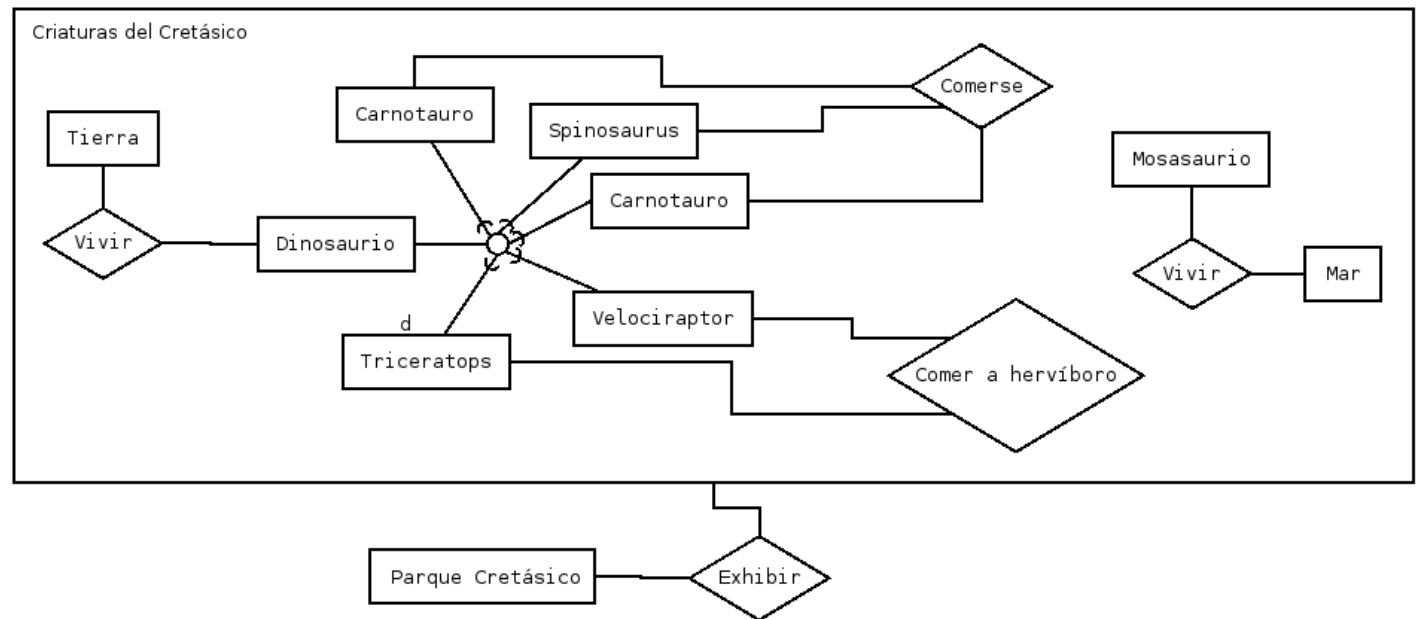 Criaturas del Cretásico
Carnotauro
Comerse
Spinosaurus
Tierra
Mosasaurio
Carnotauro
Vivir
Dinosaurio
Vivir
Mar
Velociraptor
d
Triceratops
Comer a hervíboro
Parque Cretásico
Exhibir